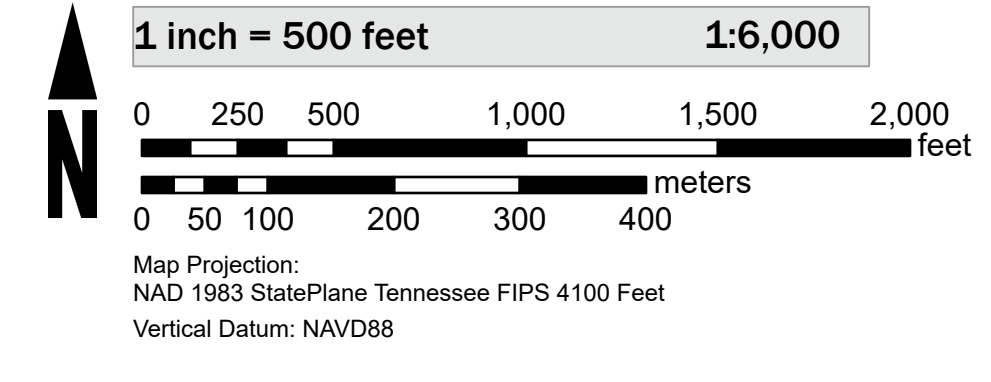 1 inch = 500 feet 1:6,000
0 250 500 1,000 1,500 2,000
feet
meters
0 50 100 200 300 400
N
Map Projection:
NAD 1983 StatePlane Tennessee FIPS 4100 Feet
Vertical Datum: NAVD88